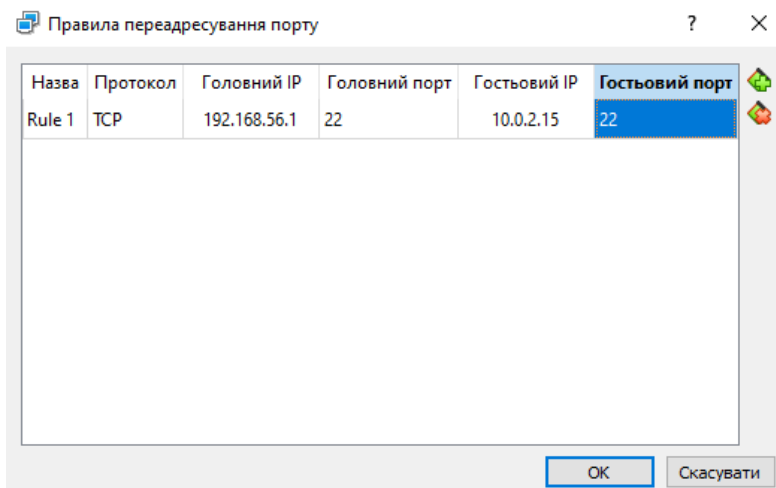 Правила переадресування порту ?
Назва Протокол Головний IP Головний порт Гостьовий IP Гостьовий порт
Rule 1 TCP 192.168.56.1 22 10.0.2.15 22
OK Скасувати